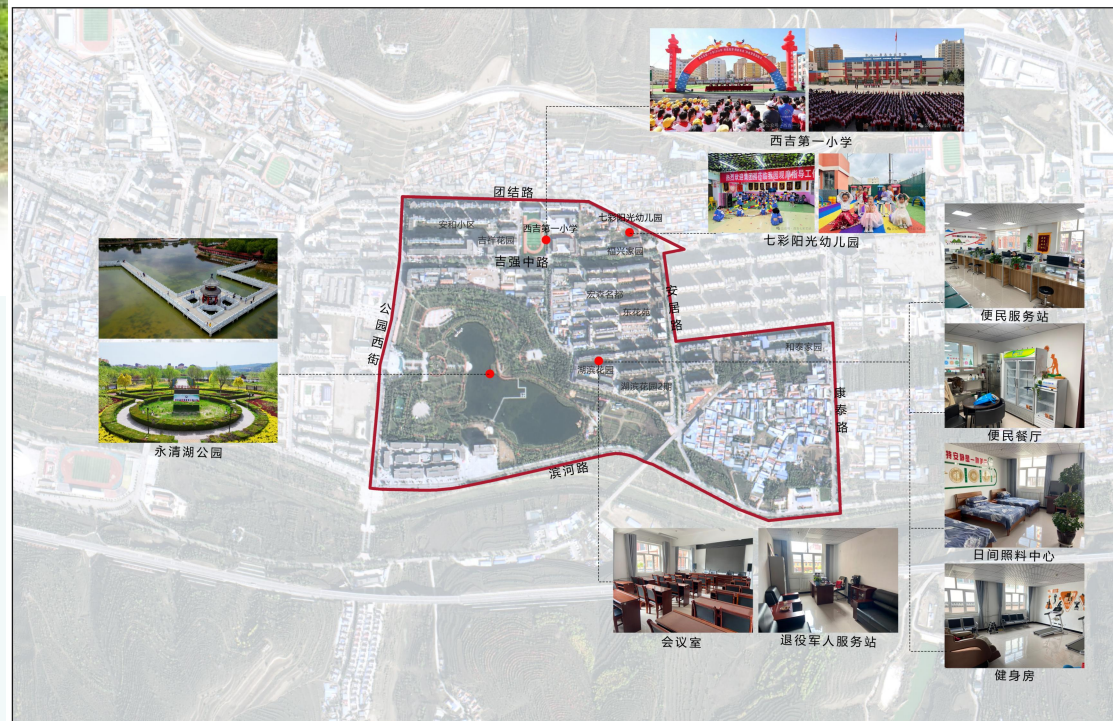 西吉第一小学
热烈欢迎
七彩阳光幼儿园
团结路
七彩阳光幼儿园
安和小区
吉祥花园
西吉第一小学
福兴家园
吉强中路
宏森名都
东花苑
安居路
公园西街
和泰家园
湖滨花园
湖滨花园2期
康泰路
滨河路
永清湖公园
便民服务站
便民餐厅
日间照料中心
健身房
会议室
退役军人服务站